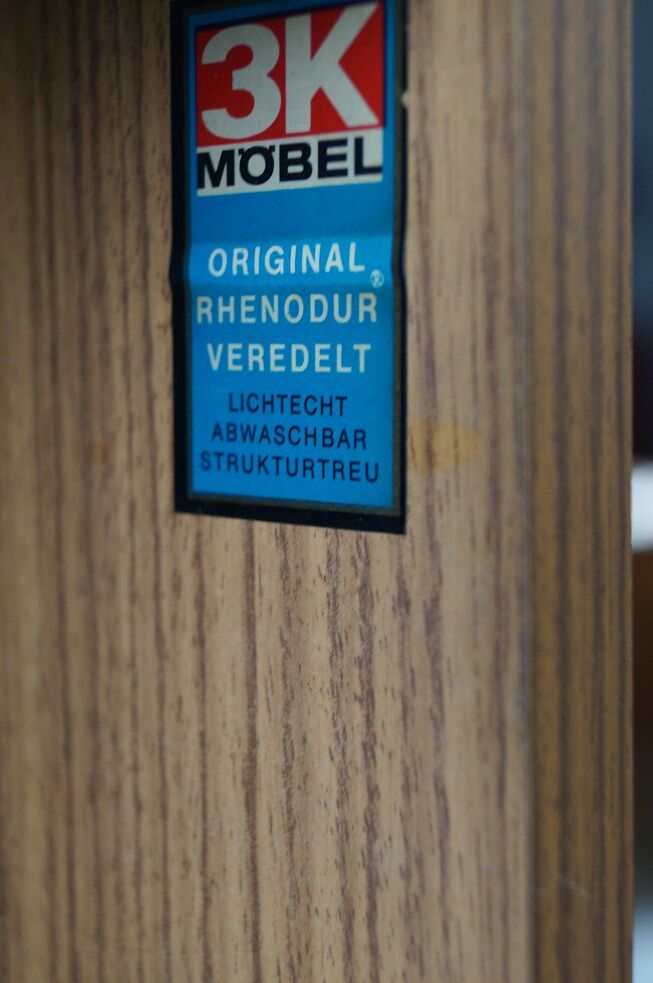 3K
MÖBEL
ORIGINAL
RHENODUR®
VEREDELT
LICHTECHT
ABWASCHBAR
STRUKTURTREU